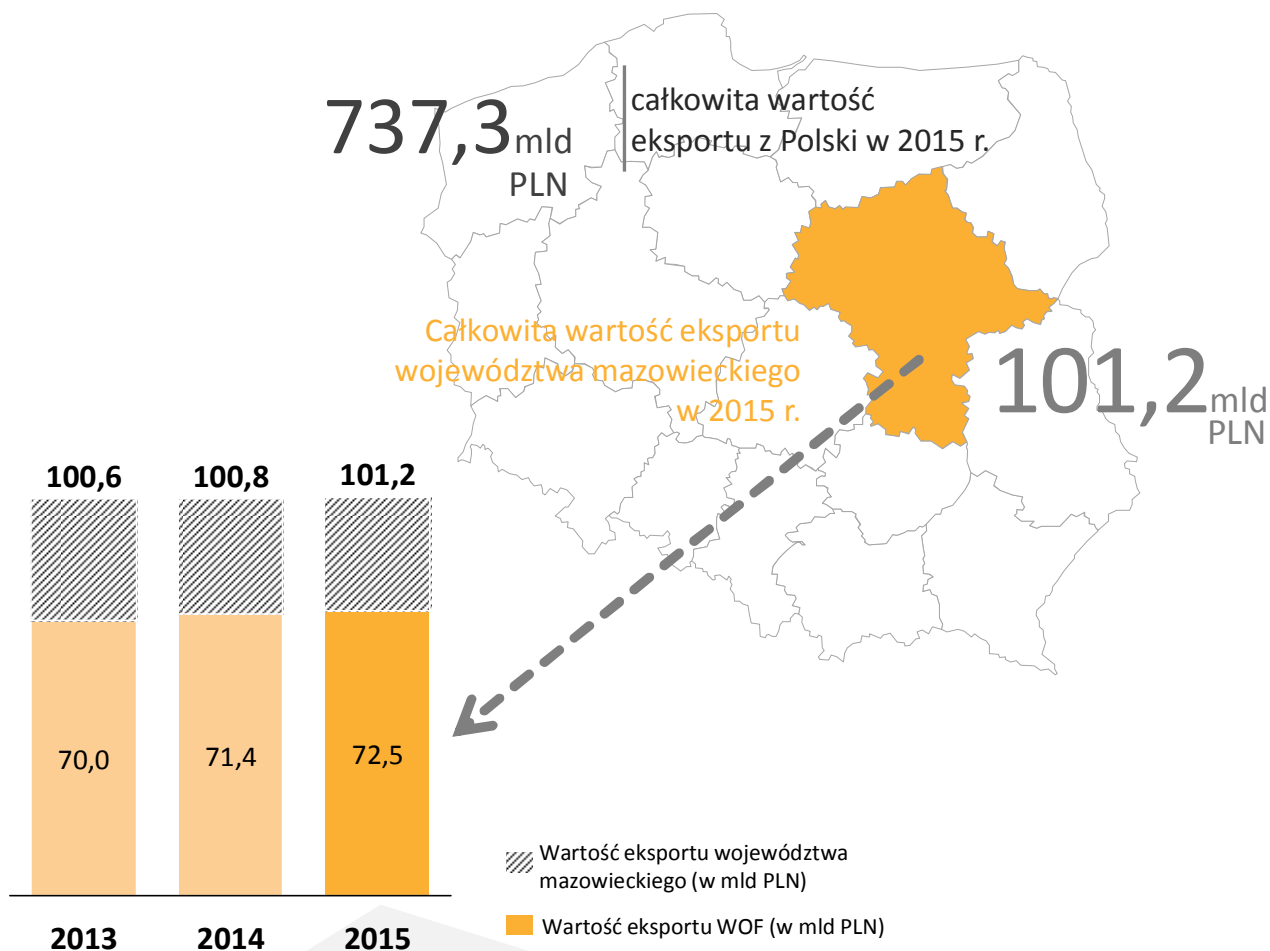 737,3 mld
PLN
całkowita wartość
eksportu z Polski w 2015 r.
Całkowita wartość eksportu
województwa mazowieckiego
w 2015 r.
101,2 mld
PLN
100,6
100,8
101,2
70,0
71,4
72,5
2013
2014
2015
Wartość eksportu województwa
mazowieckiego (w mld PLN)
Wartość eksportu WOF (w mld PLN)